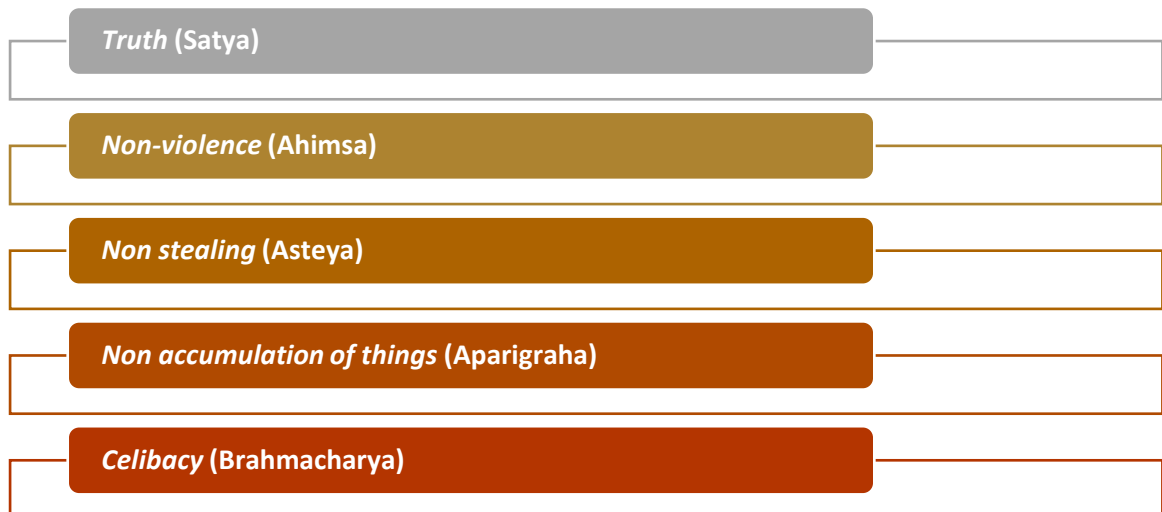 Truth (Satya)
Non-violence (Ahimsa)
Non stealing (Asteya)
Non accumulation of things (Aparigraha)
Celibacy (Brahmacharya)